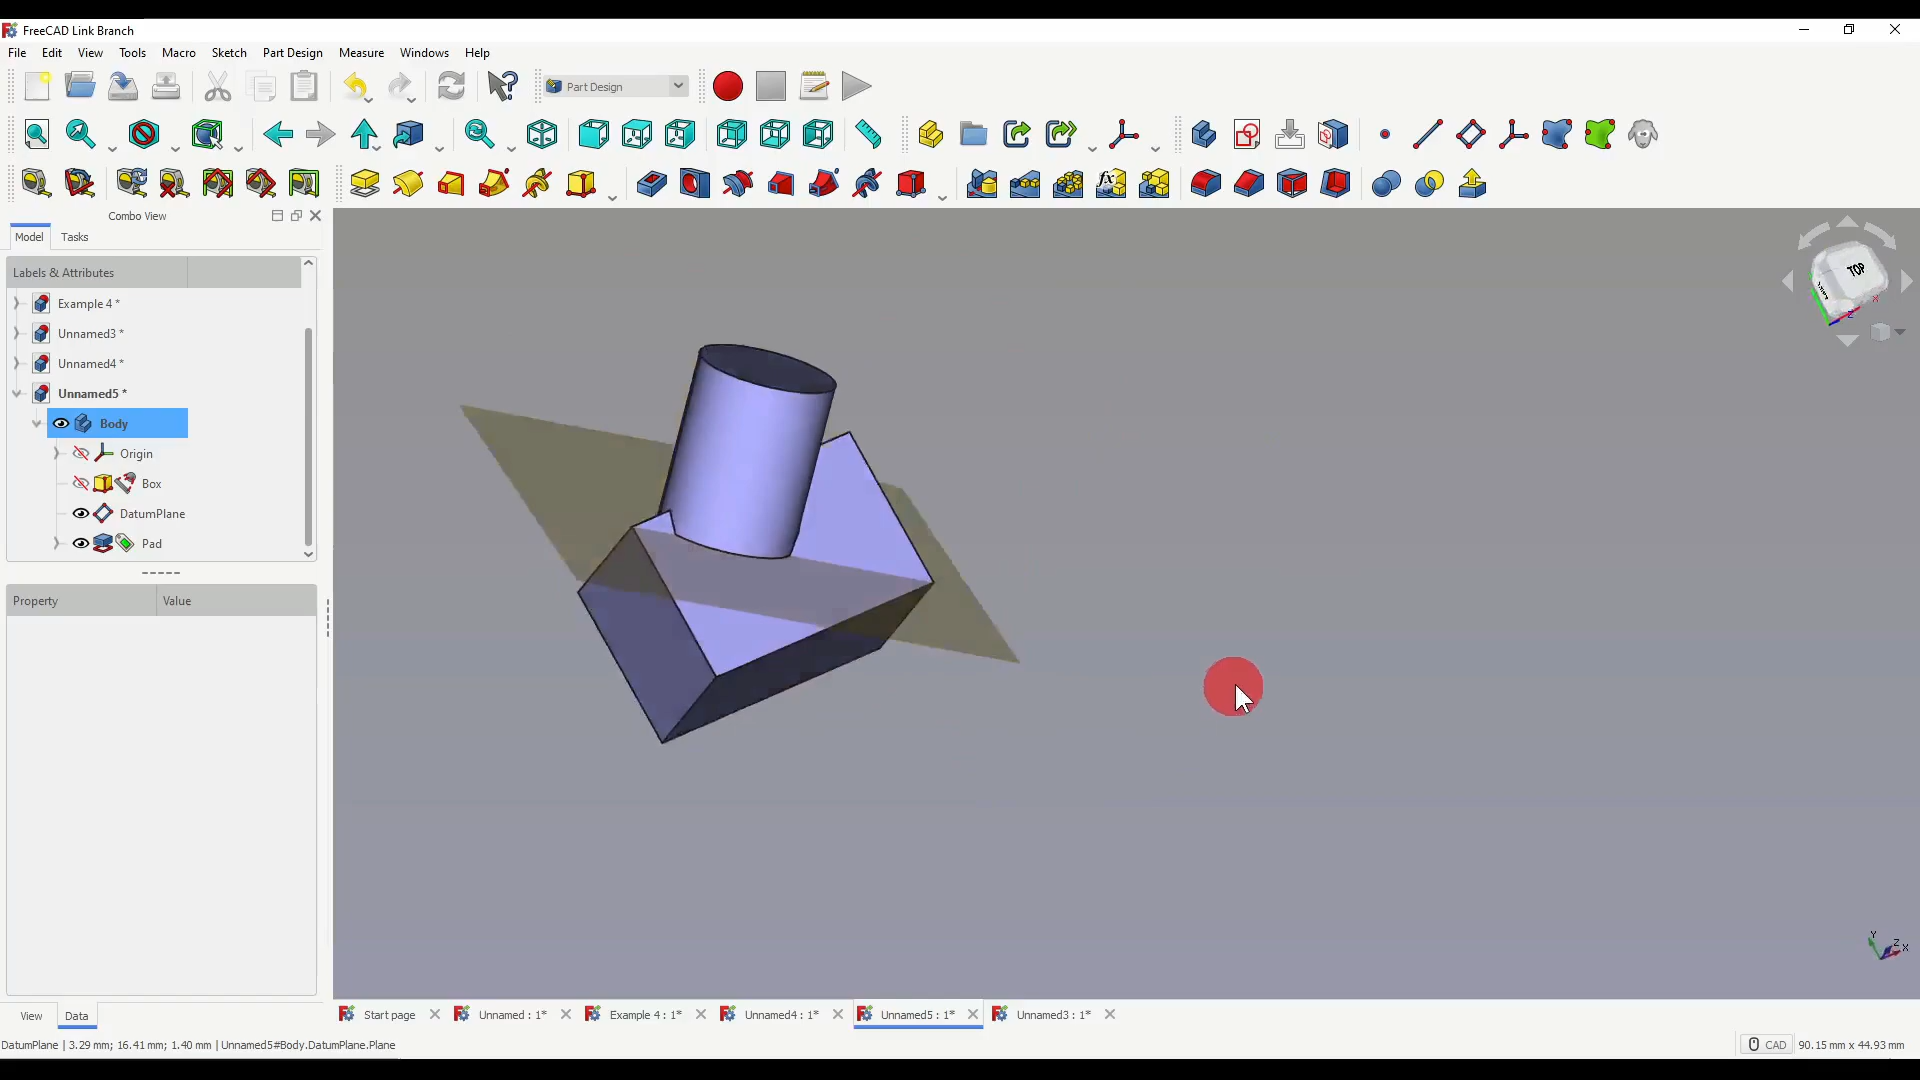 FreeCAD Link Branch
File Edit View Tools Macro Sketch Part Design Measure Windows Help
Part Design
fx
Combo View
Model Tasks
Labels & Attributes
Example 4 *
Unnamed3 *
Unnamed4 *
Unnamed5 *
Body
Origin
Box
DatumPlane
Pad
Property Value
TOP
X
Z
Y
Z
X
View Data
Start page Unnamed : 1* Example 4 : 1* Unnamed4 : 1* Unnamed5 : 1* Unnamed3 : 1*
DatumPlane | 3.29 mm; 16.41 mm; 1.40 mm | Unnamed5#Body.DatumPlane.Plane
CAD 90.15 mm x 44.93 mm